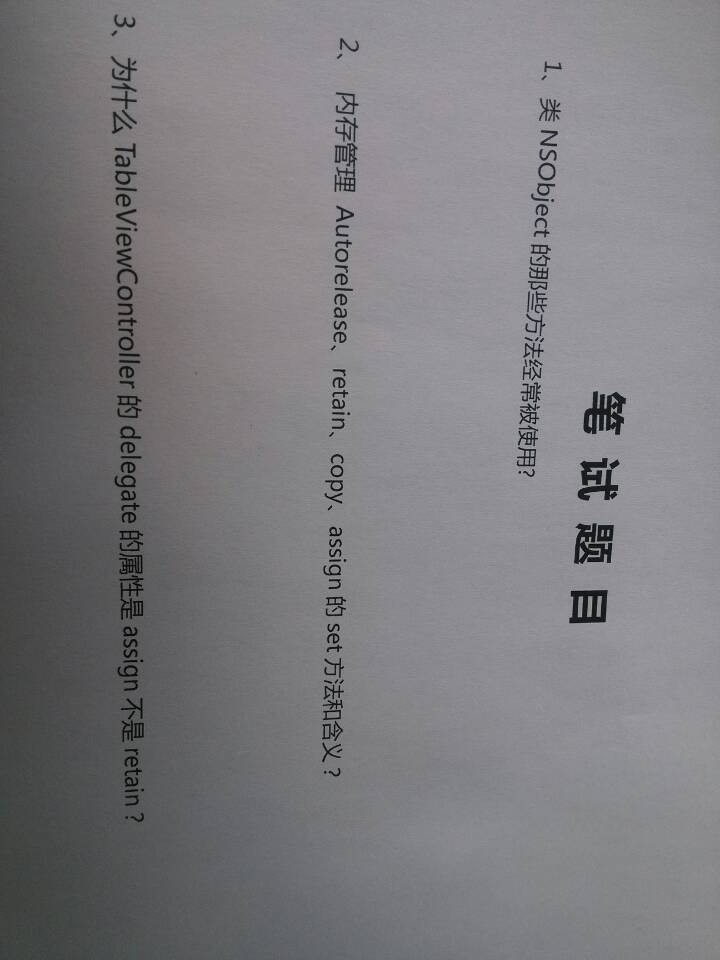 笔试题目
1、类 NSObject 的那些方法经常被使用?
2、 内存管理 Autorelease、retain、copy、assign 的 set 方法和含义？
3、为什么 TableViewController 的 delegate 的属性是 assign 不是 retain？